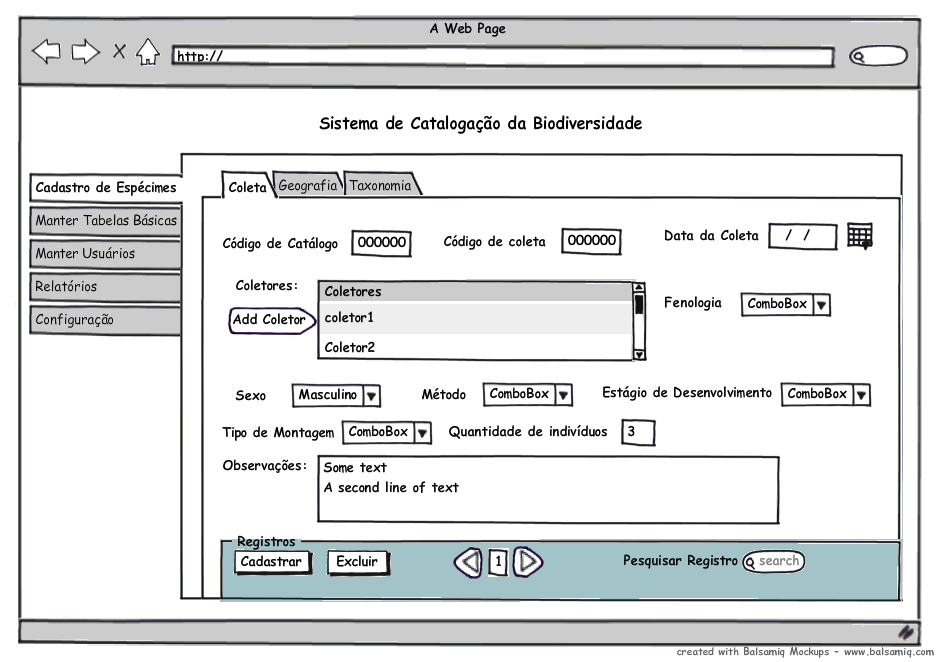 A Web Page
http://
Sistema de Catalogação da Biodiversidade
Cadastro de Espécimes
Manter Tabelas Básicas
Manter Usuários
Relatórios
Configuração
Coleta Geografia Taxonomia
Código de Catálogo 000000 Código de coleta 000000 Data da Coleta / /
Coletores: Coletores
Add Coletor coletor1
Coletor2
Fenologia ComboBox
Sexo Masculino Método ComboBox Estágio de Desenvolvimento ComboBox
Tipo de Montagem ComboBox Quantidade de indivíduos 3
Observações: Some text
A second line of text
Registros
Cadastrar Excluir 1 Pesquisar Registro search
created with Balsamiq Mockups - www.balsamiq.com